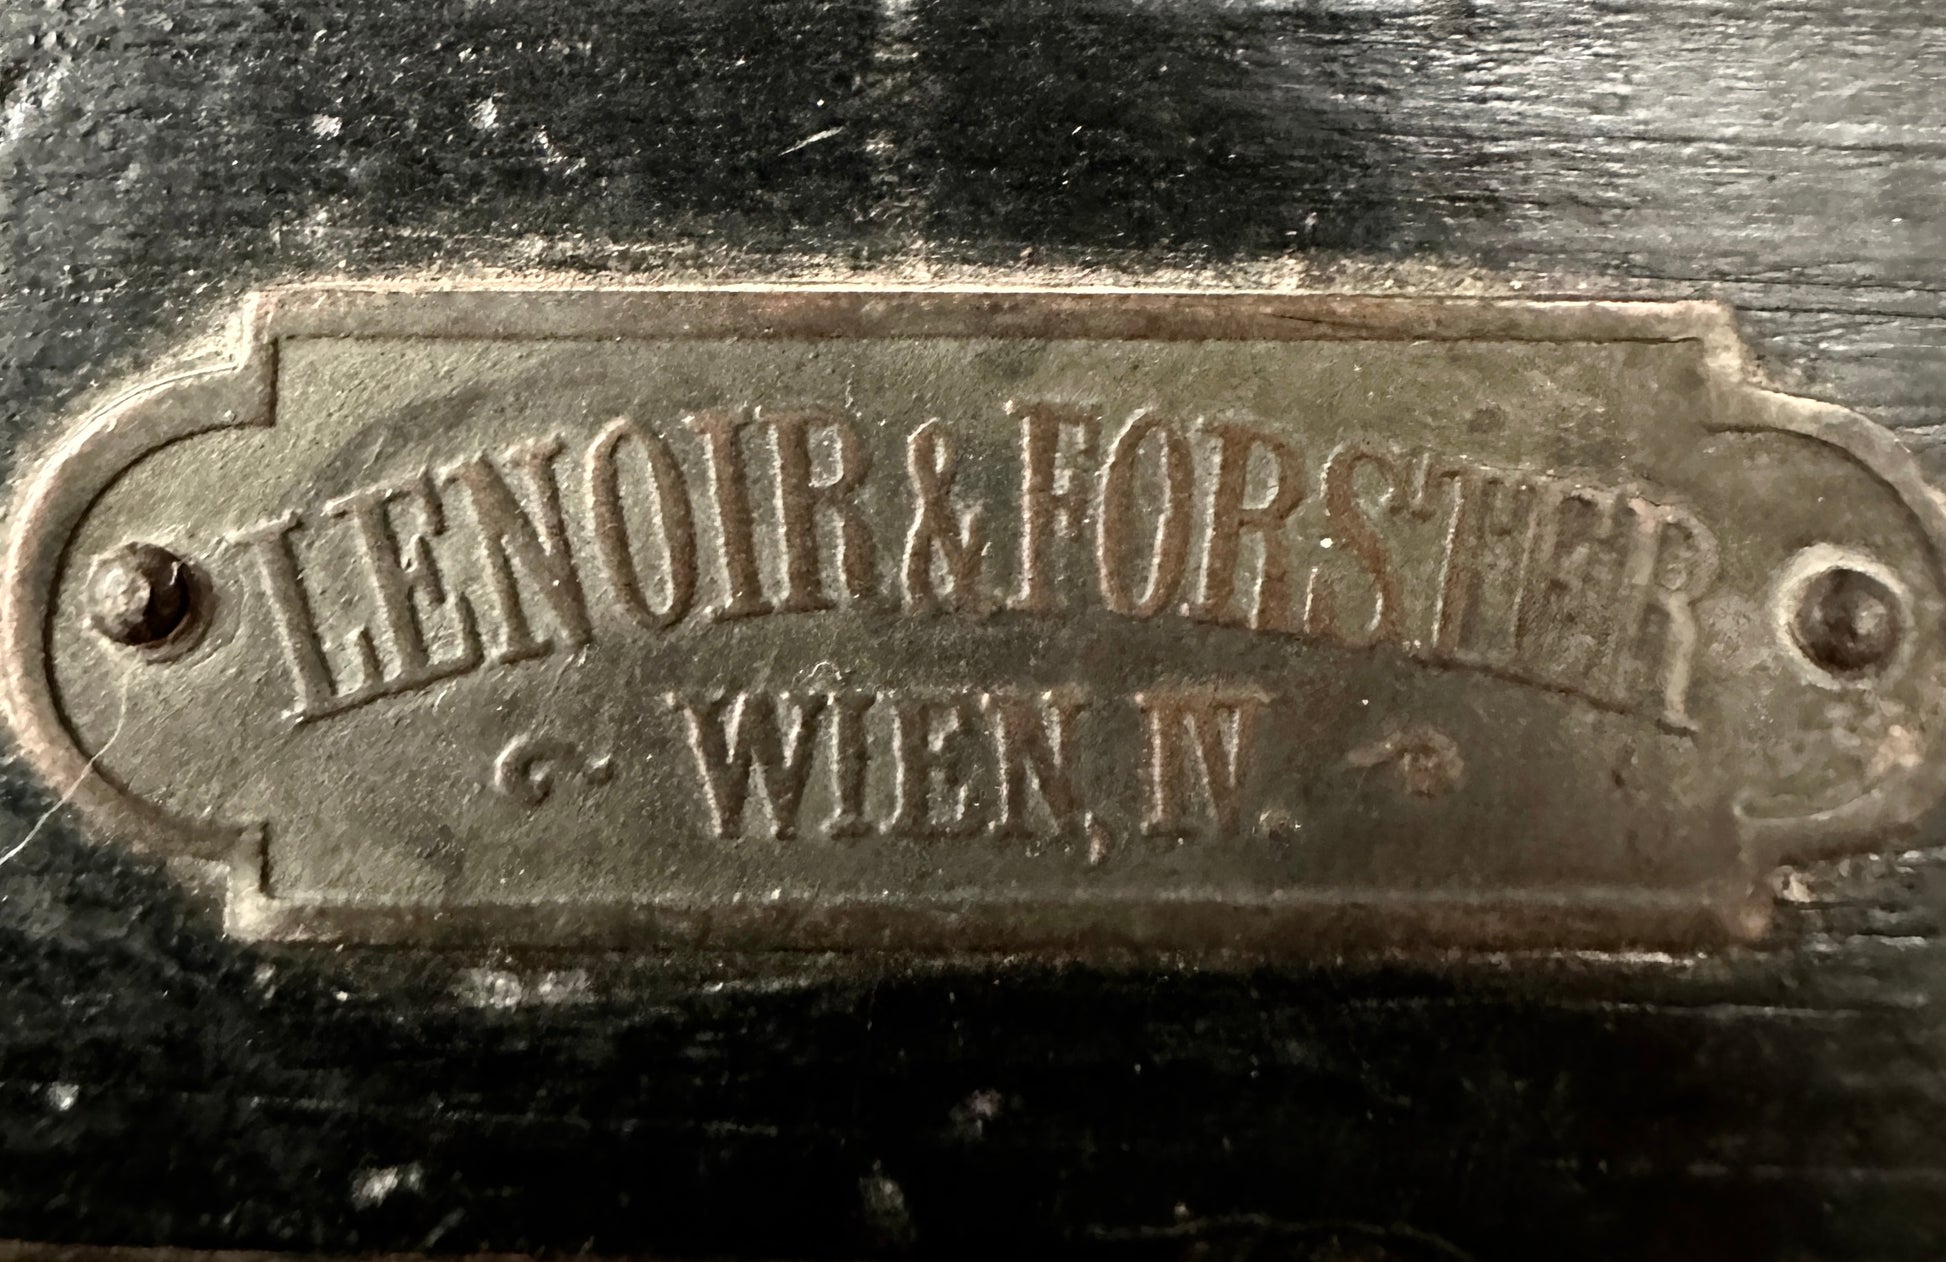 LENOIR & FORSTER
WIEN, IV.